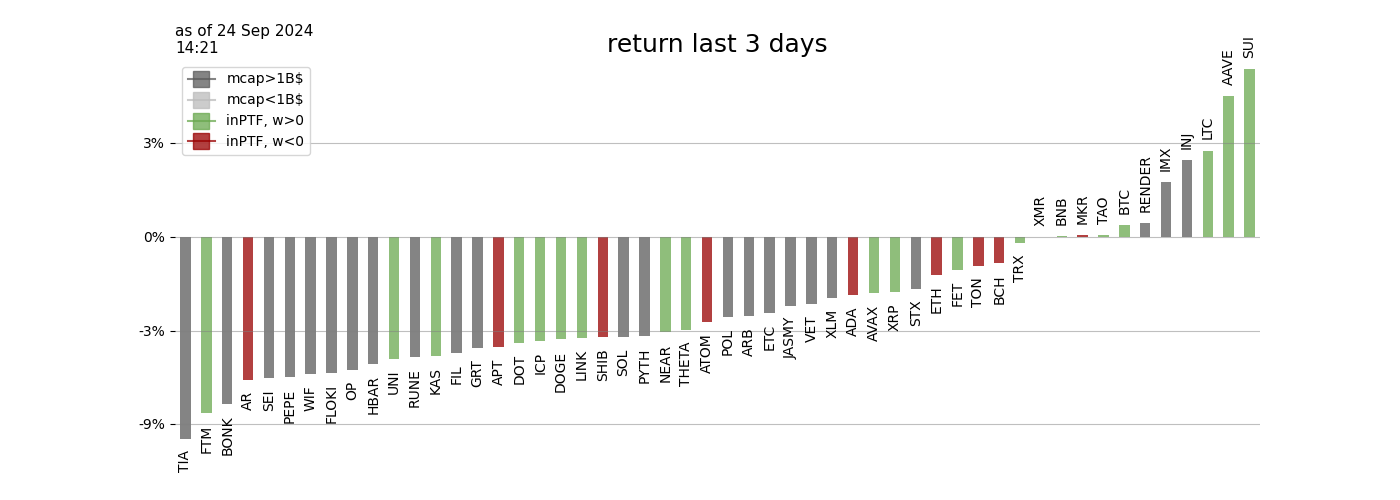 as of 24 Sep 2024
14:21
return last 3 days
mcap>1B$
mcap<1B$
inPTF, w>0
inPTF, w<0
3%
0%
-3%
-9%
TIA
FTM
BONK
AR
SEI
PEPE
WIF
FLOKI
OP
HBAR
UNI
RUNE
KAS
FIL
GRT
APT
DOT
ICP
DOGE
LINK
SHIB
SOL
PYTH
NEAR
THETA
ATOM
POL
ARB
ETC
JASMY
VET
XLM
ADA
AVAX
XRP
STX
ETH
FET
TON
BCH
TRX
XMR
BNB
MKR
TAO
BTC
RENDER
IMX
INJ
LTC
AAVE
SUI